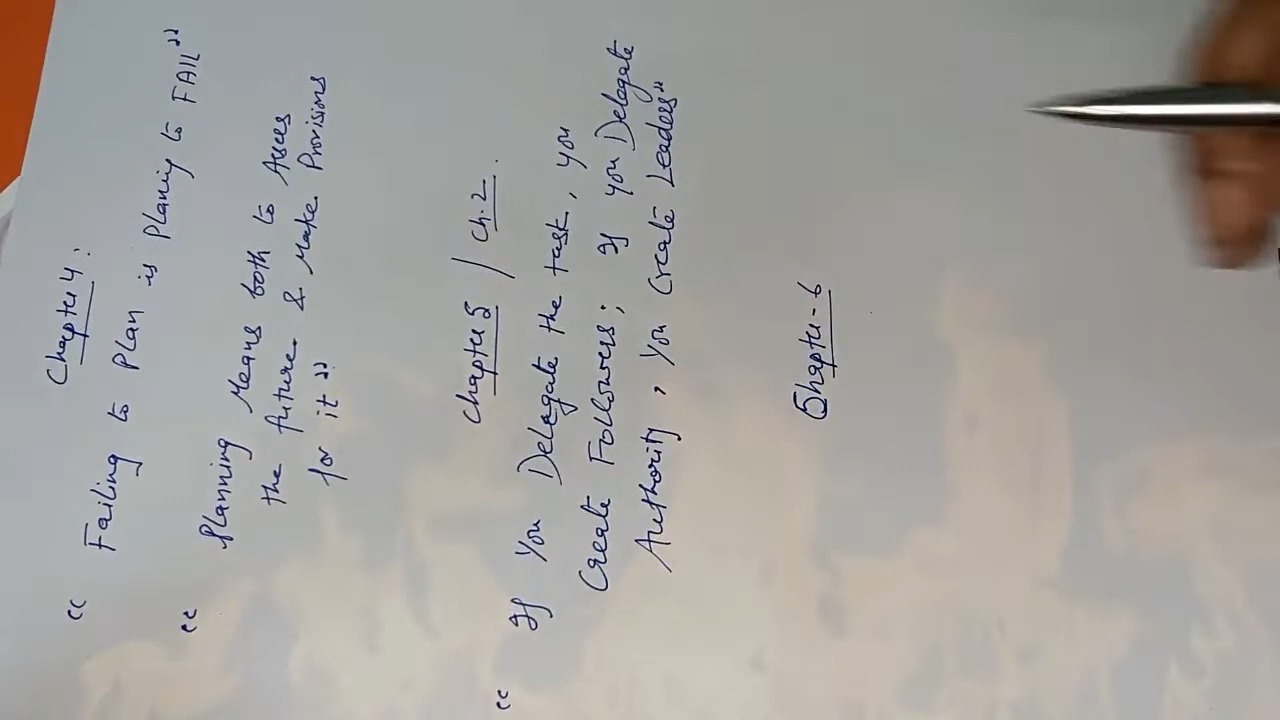 Chapter 4 :
“ Failing to Plan is Planing to FAIL ”
“ Planning Means both to Asses
the future & Make Provisions
for it ”
Chapter 5 / Ch.2.
“ If You Delegate the task, you
Create Followers; If you Delegate
Authority, You Create Leaders”
Chapter-6